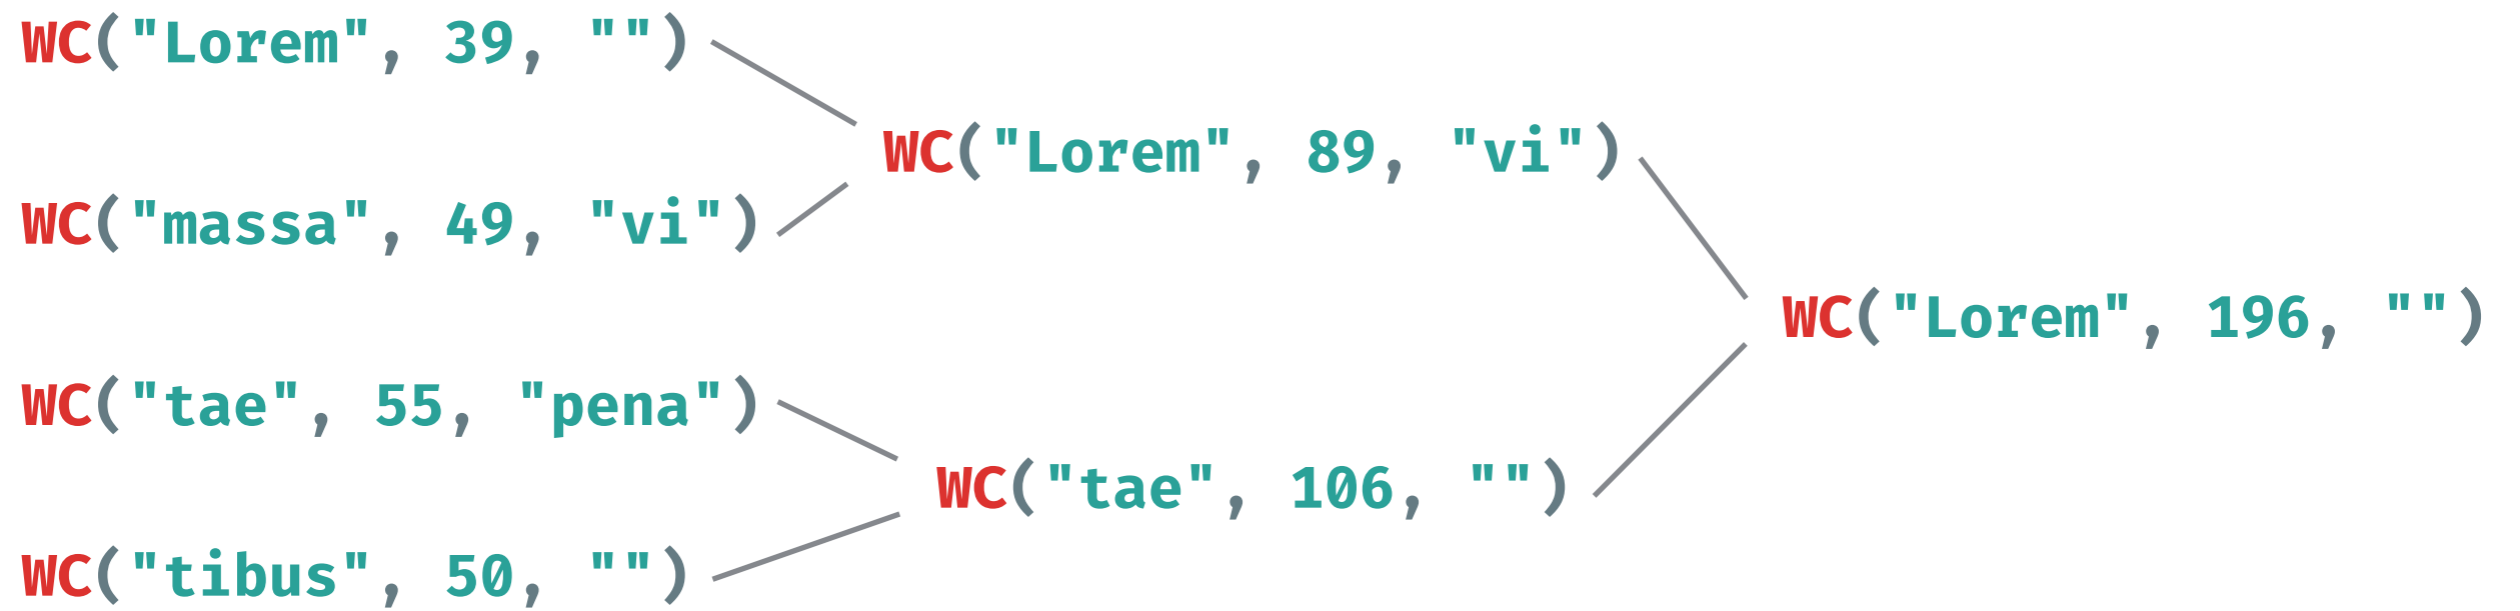 WC("Lorem", 39, "")
WC("massa", 49, "vi")
WC("tae", 55, "pena")
WC("tibus", 50, "")
WC("Lorem", 89, "vi")
WC("tae", 106, "")
WC("Lorem", 196, "")